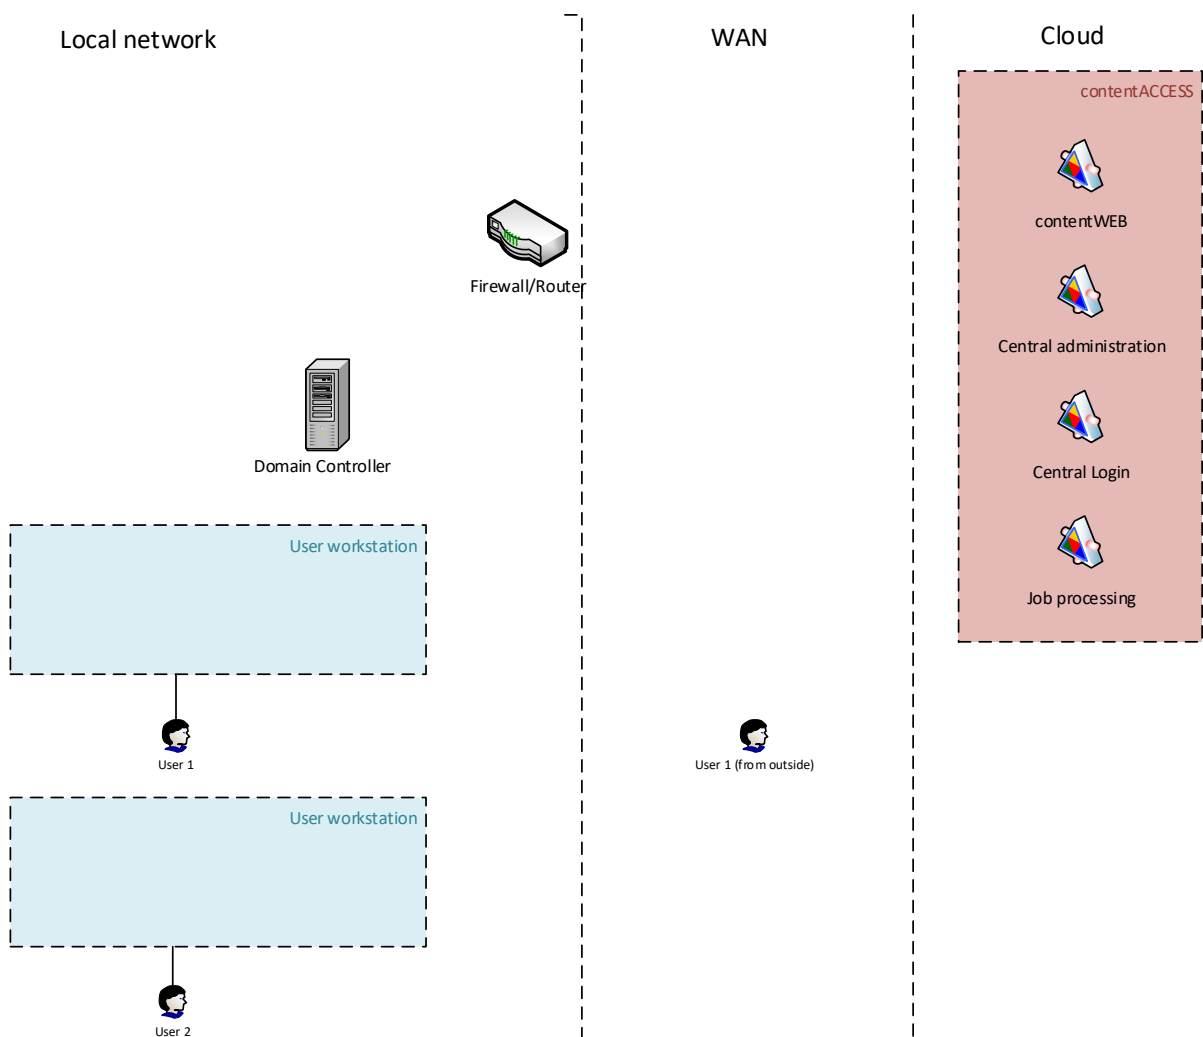 Local network
WAN
Cloud
contentACCESS
contentWEB
Firewall/Router
Central administration
Domain Controller
Central Login
User workstation
Job processing
User 1
User 1 (from outside)
User workstation
User 2